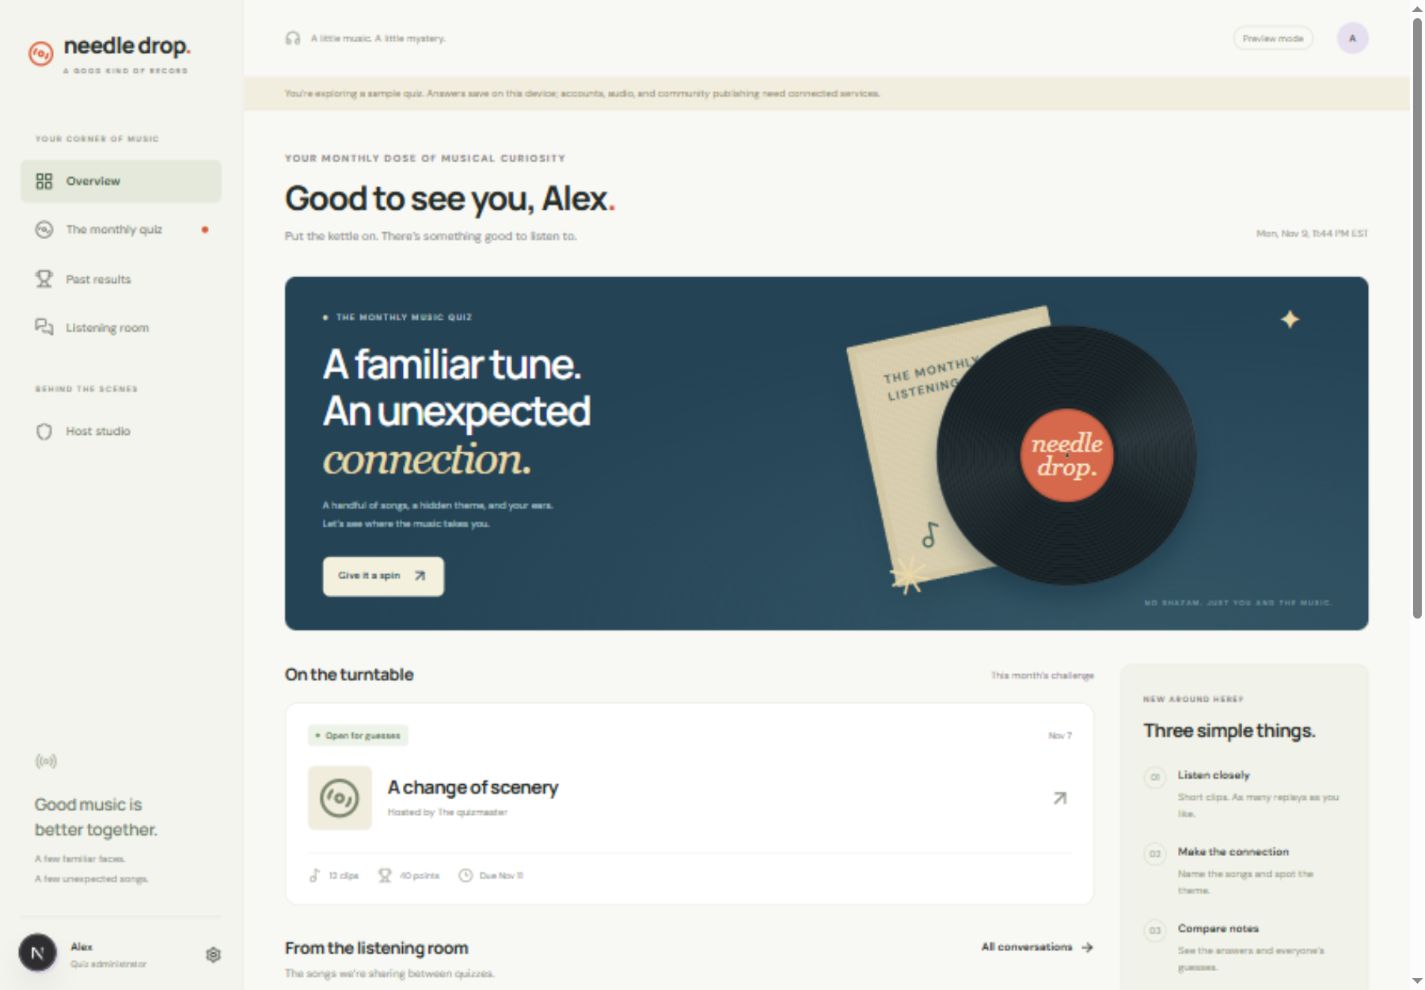 needle drop.
A GOOD KIND OF RECORD
YOUR CORNER OF MUSIC
Overview
The monthly quiz
Past results
Listening room
BEHIND THE SCENES
Host studio
Good music is
better together.
A few familiar faces.
A few unexpected songs.
N
Alex
Quiz administrator
A little music. A little mystery.
Preview mode
A
You're exploring a sample quiz. Answers save on this device; accounts, audio, and community publishing need connected services.
YOUR MONTHLY DOSE OF MUSICAL CURIOSITY
Good to see you, Alex.
Put the kettle on. There's something good to listen to.
Mon, Nov 9, 11:44 PM EST
THE MONTHLY MUSIC QUIZ
A familiar tune.
An unexpected
connection.
A handful of songs, a hidden theme, and your ears.
Let's see where the music takes you.
Give it a spin
THE MONTHLY
LISTENING
needle
drop.
NO SHAZAM. JUST YOU AND THE MUSIC.
On the turntable
This month's challenge
Open for guesses
Nov 7
A change of scenery
Hosted by The quizmaster
12 clips
40 points
Due Nov 11
From the listening room
All conversations
The songs we're sharing between quizzes.
NEW AROUND HERE?
Three simple things.
01
Listen closely
Short clips. As many replays as you
like.
02
Make the connection
Name the songs and spot the
theme.
03
Compare notes
See the answers and everyone's
guesses.